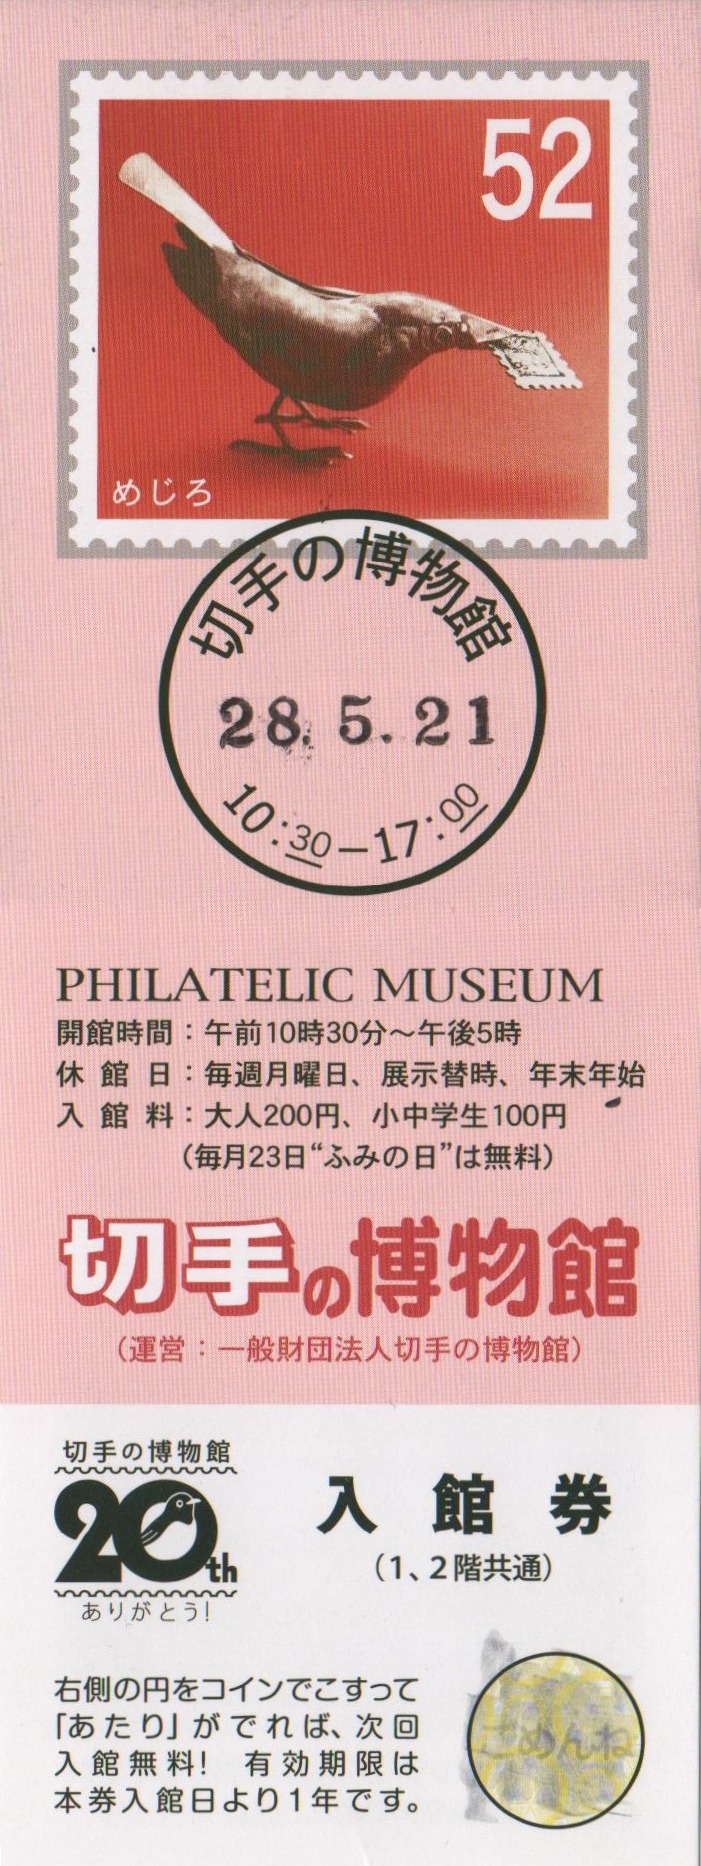 52
めじろ
切手の博物館
28.5.21
10:30－17:00
PHILATELIC MUSEUM
開館時間：午前10時30分〜午後5時
休館日：毎週月曜日、展示替時、年末年始
入館料：大人200円、小中学生100円
（毎月23日“ふみの日”は無料）
切手の博物館
（運営：一般財団法人切手の博物館）
切手の博物館
20th
ありがとう!
入館券
（1、2階共通）
右側の円をコインでこすって
「あたり」がでれば、次回
入館無料! 有効期限は
本券入館日より1年です。
ごめんね